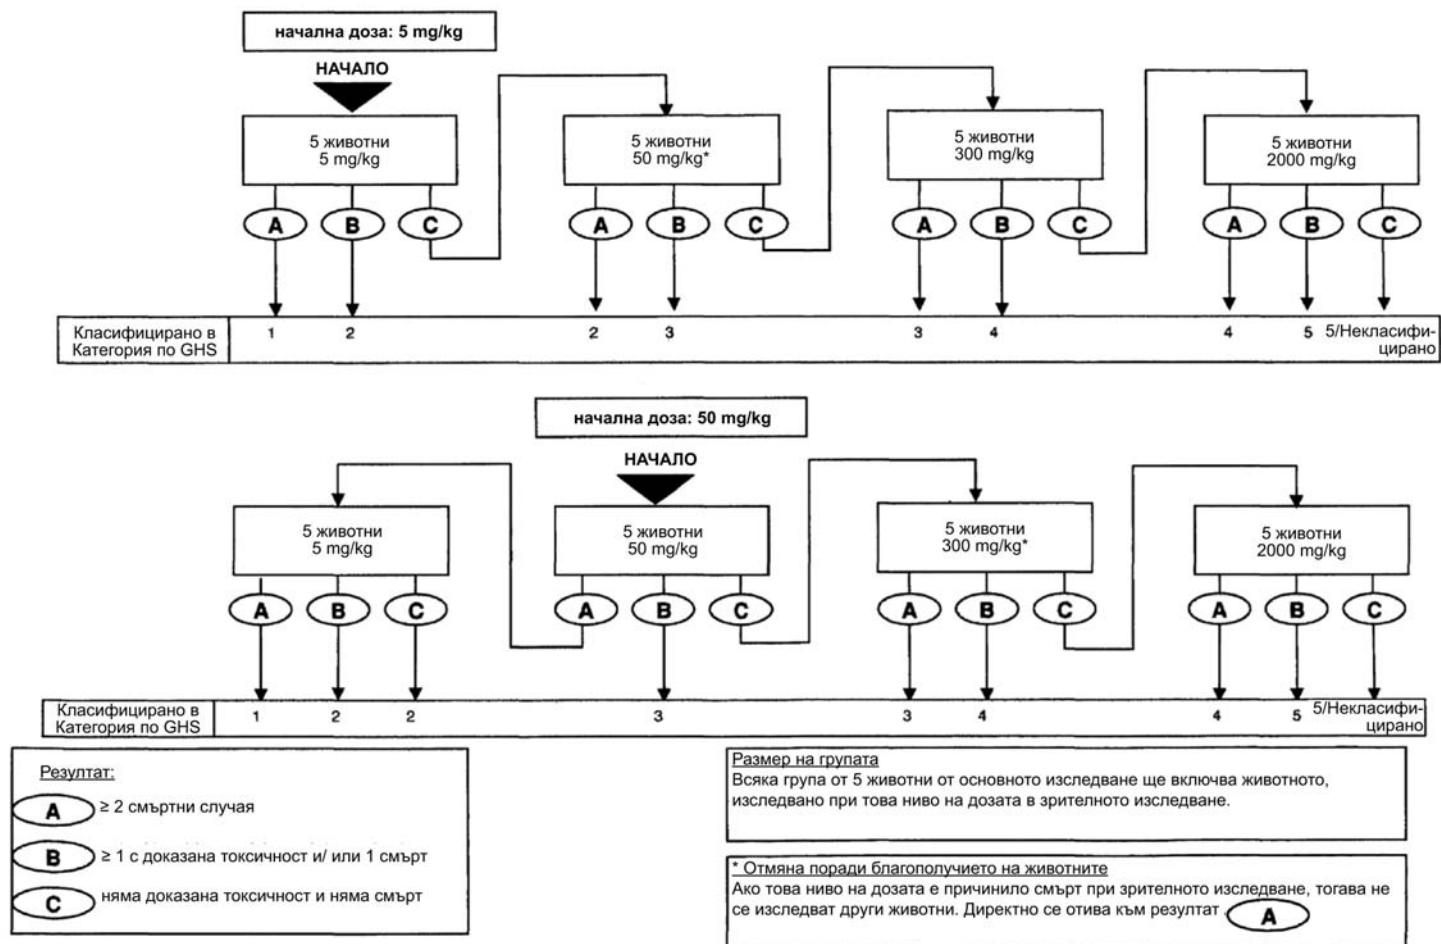 начална доза: 5 mg/kg
НАЧАЛО
5 животни
5 mg/kg
5 животни
50 mg/kg*
5 животни
300 mg/kg
5 животни
2000 mg/kg
A B C A B C A B C A B C
Класифицирано в
Категория по GHS
1 2 2 3 3 4 4 5 5/Некласифи-
цирано
начална доза: 50 mg/kg
НАЧАЛО
5 животни
5 mg/kg
5 животни
50 mg/kg
5 животни
300 mg/kg*
5 животни
2000 mg/kg
A B C A B C A B C A B C
Класифицирано в
Категория по GHS
1 2 2 3 3 4 4 5 5/Некласифи-
цирано
Резултат:
A ≥ 2 смъртни случая
B ≥ 1 с доказана токсичност и/ или 1 смърт
C няма доказана токсичност и няма смърт
Размер на групата
Всяка група от 5 животни от основното изследване ще включва животното,
изследвано при това ниво на дозата в зрителното изследване.
* Отмяна поради благополучието на животните
Ако това ниво на дозата е причинило смърт при зрителното изследване, тогава не
се изследват други животни. Директно се отива към резултат A